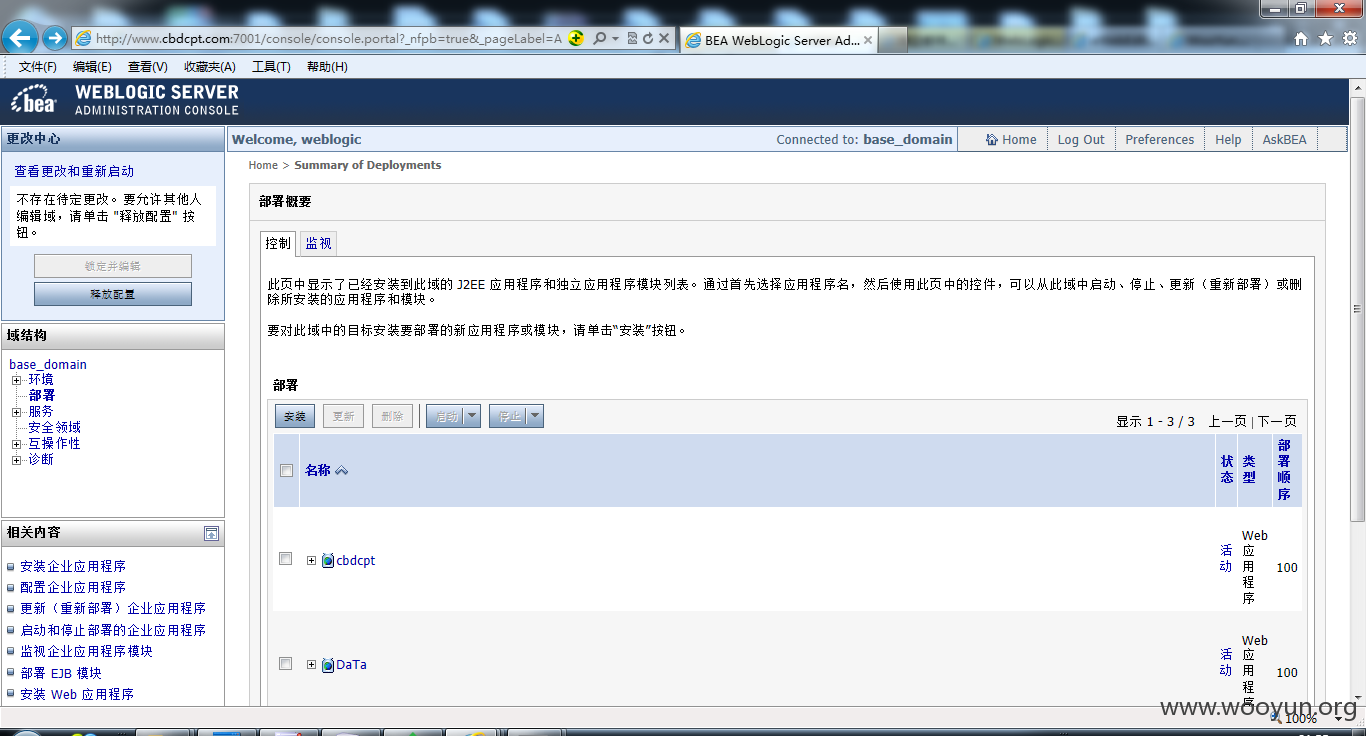 http://www.cbdcpt.com:7001/console/console.portal?_nfpb=true&_pageLabel=A
BEA WebLogic Server Ad...
文件(F) 编辑(E) 查看(V) 收藏夹(A) 工具(T) 帮助(H)
bea
WEBLOGIC SERVER
ADMINISTRATION CONSOLE
更改中心
查看更改和重新启动
不存在待定更改。要允许其他人
编辑域，请单击 "释放配置" 按
钮。
锁定并编辑
释放配置
域结构
base_domain
环境
部署
服务
安全领域
互操作性
诊断
相关内容
安装企业应用程序
配置企业应用程序
更新（重新部署）企业应用程序
启动和停止部署的企业应用程序
监视企业应用程序模块
部署 EJB 模块
安装 Web 应用程序
Welcome, weblogic
Connected to: base_domain
Home Log Out Preferences Help AskBEA
Home > Summary of Deployments
部署概要
控制 监视
此页中显示了已经安装到此域的 J2EE 应用程序和独立应用程序模块列表。通过首先选择应用程序名，然后使用此页中的控件，可以从此域中启动、停止、更新（重新部署）或删
除所安装的应用程序和模块。
要对此域中的目标安装要部署的新应用程序或模块，请单击“安装”按钮。
部署
安装 更新 删除 启动 停止
显示 1 - 3 / 3 上一页 | 下一页
名称 状态 类型 部署顺序
cbdcpt 活动 Web 应用程序 100
DaTa 活动 Web 应用程序 100
www.wooyun.org
100%